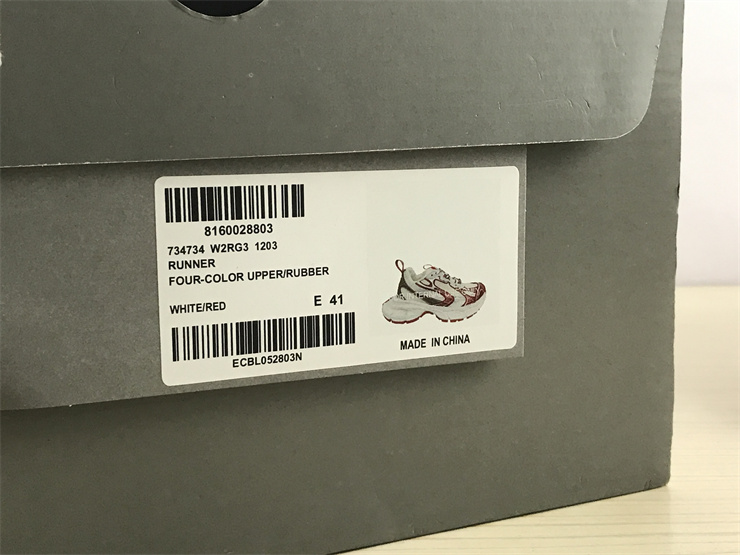 8160028803
734734 W2RG3 1203
RUNNER
FOUR-COLOR UPPER/RUBBER
WHITE/RED E 41
ECBL052803N
MADE IN CHINA